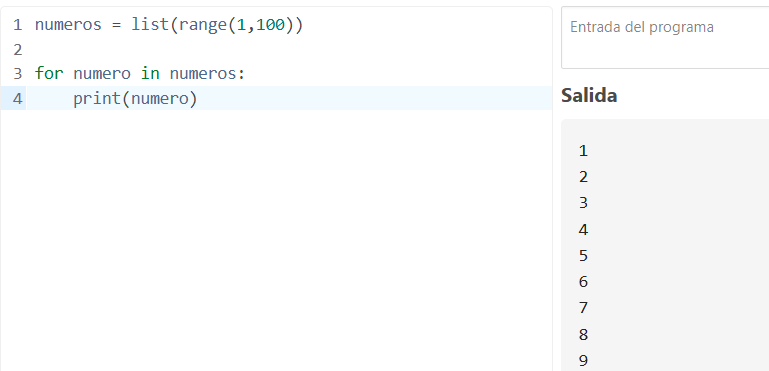 1 numeros = list(range(1,100))
2
3 for numero in numeros:
4     print(numero)
Entrada del programa
Salida
1
2
3
4
5
6
7
8
9